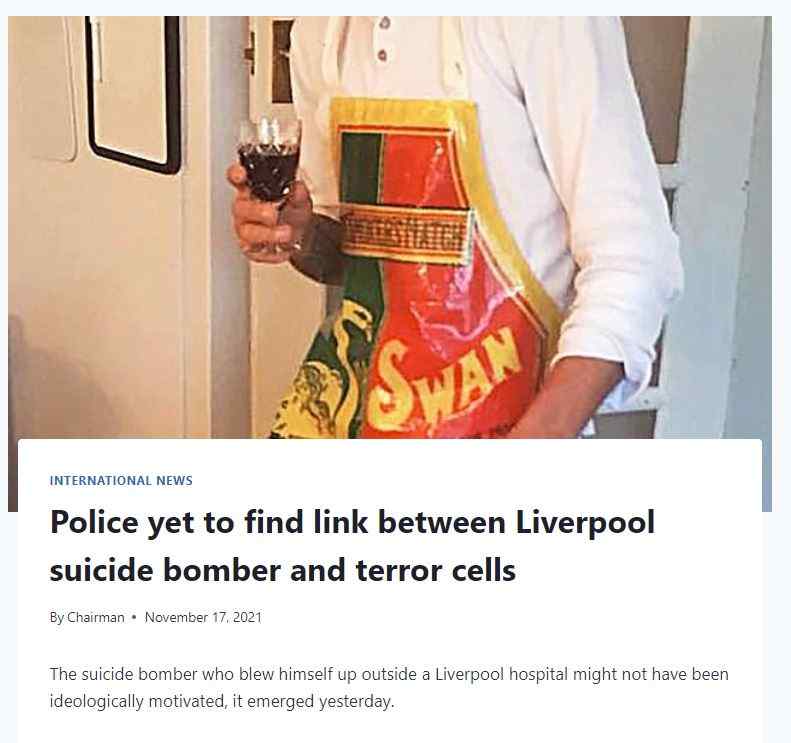 SWAN
INTERNATIONAL NEWS
Police yet to find link between Liverpool
suicide bomber and terror cells
By Chairman • November 17, 2021
The suicide bomber who blew himself up outside a Liverpool hospital might not have been
ideologically motivated, it emerged yesterday.